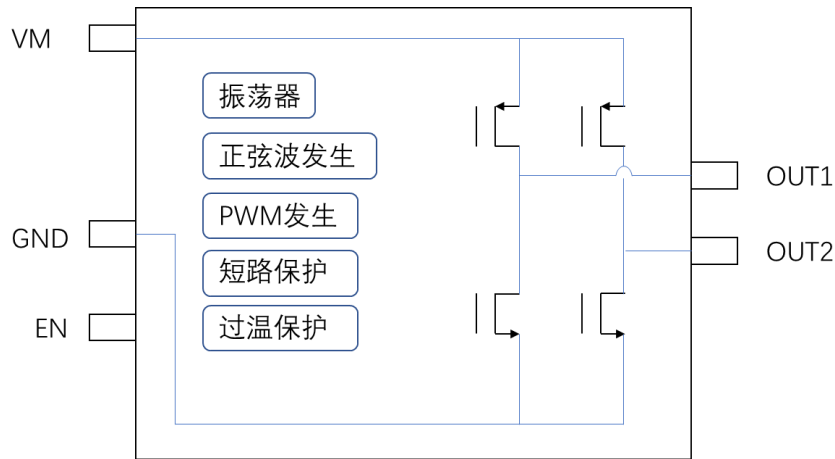 VM
振荡器
正弦波发生
PWM发生
短路保护
过温保护
GND
EN
OUT1
OUT2